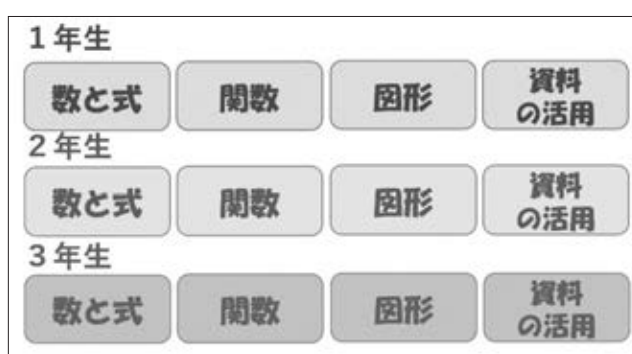 1年生
数と式 関数 図形 資料
の活用
2年生
数と式 関数 図形 資料
の活用
3年生
数と式 関数 図形 資料
の活用